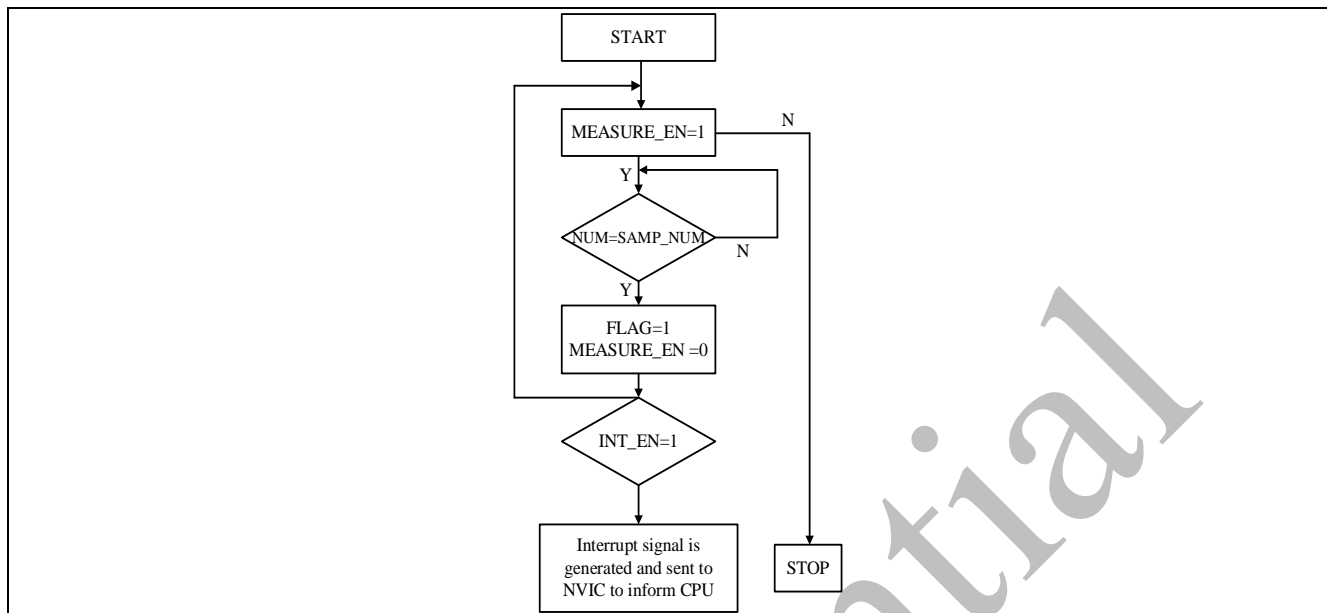 START
MEASURE_EN=1
N
Y
NUM=SAMP_NUM
N
Y
FLAG=1
MEASURE_EN =0
INT_EN=1
Interrupt signal is
generated and sent to
NVIC to inform CPU
STOP
ntial